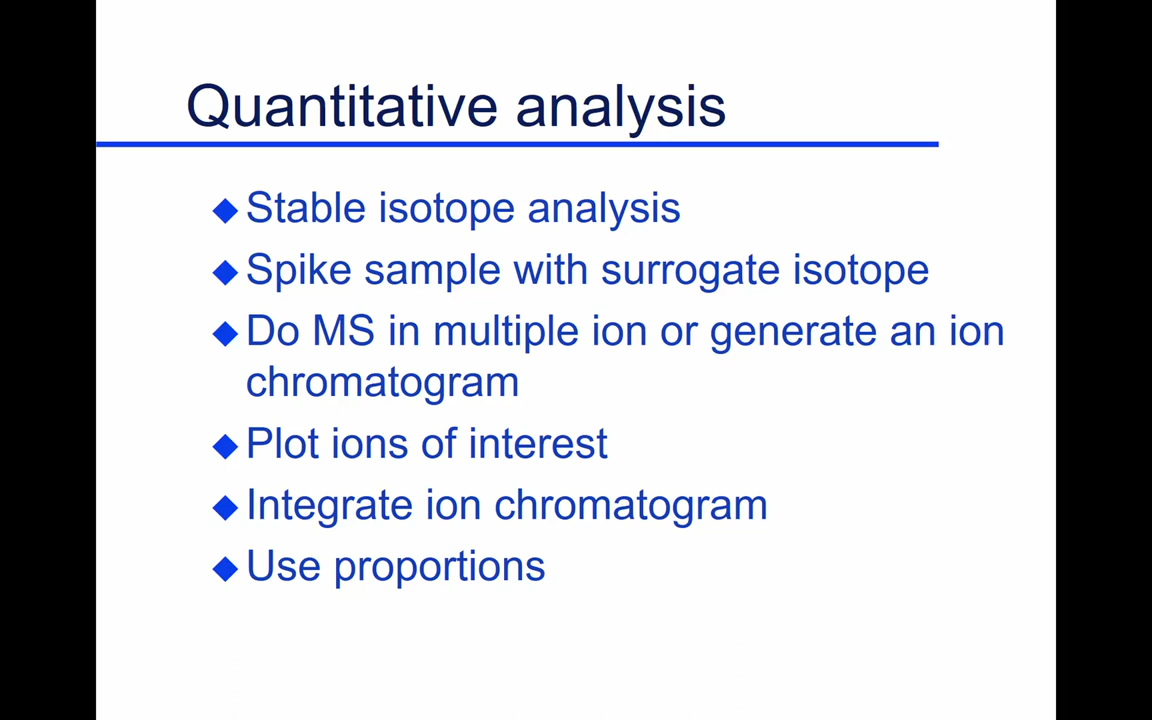 Quantitative analysis
Stable isotope analysis
Spike sample with surrogate isotope
Do MS in multiple ion or generate an ion
chromatogram
Plot ions of interest
Integrate ion chromatogram
Use proportions